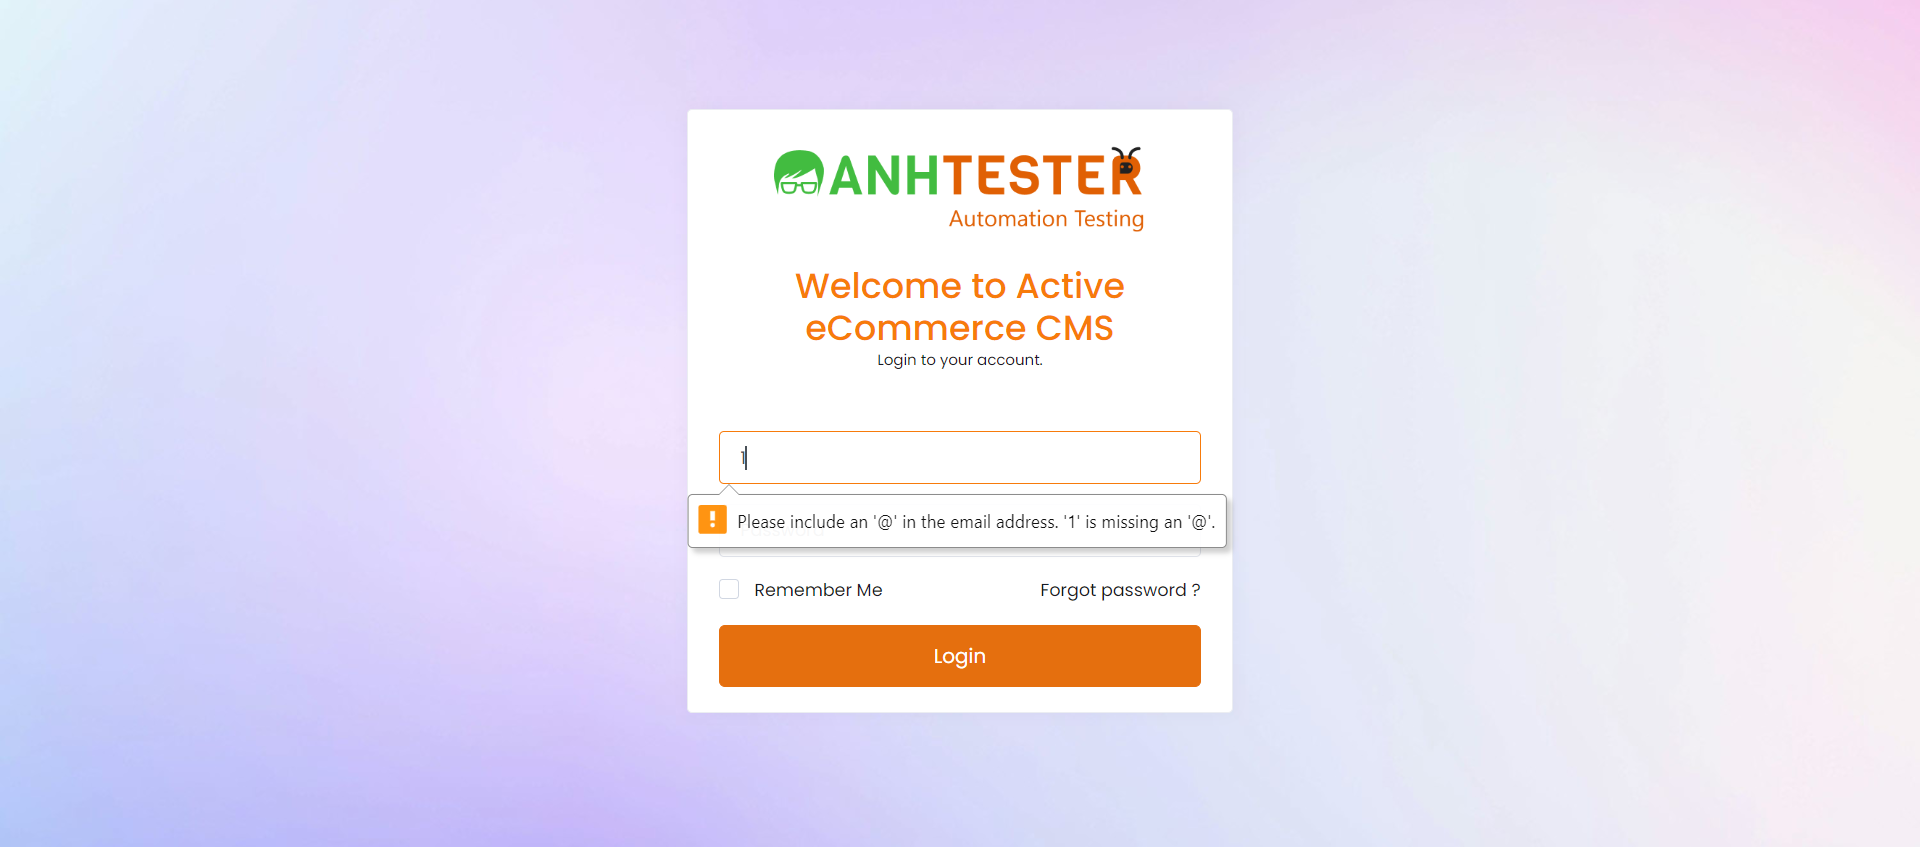 ANHTESTER
Automation Testing
Welcome to Active
eCommerce CMS
Login to your account.
1
Please include an '@' in the email address. '1' is missing an '@'.
Password
Remember Me
Forgot password ?
Login